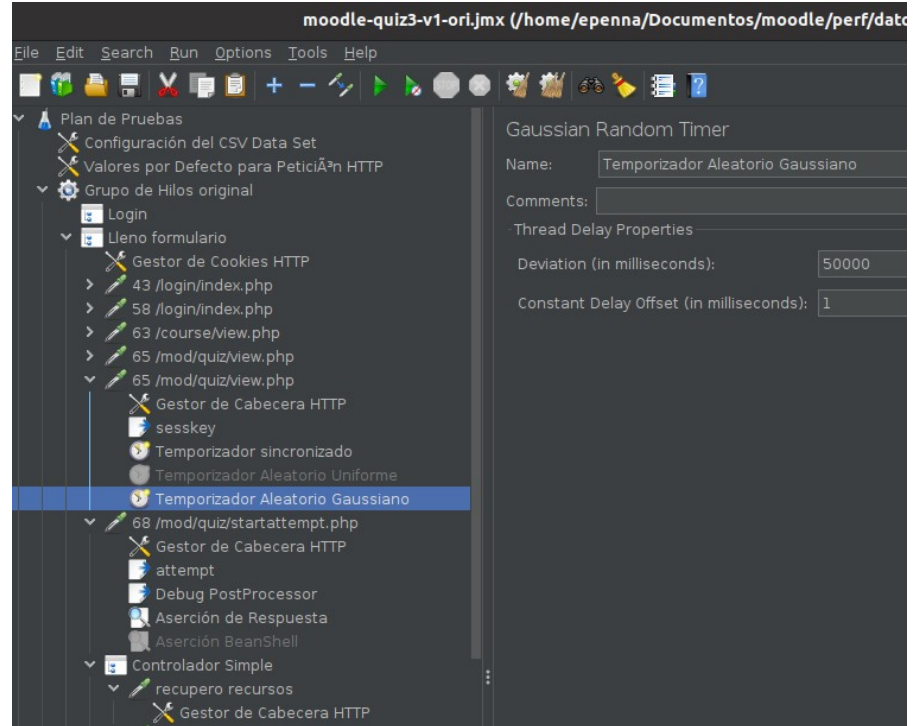 moodle-quiz3-v1-ori.jmx (/home/epenna/Documentos/moodle/perf/dato
File Edit Search Run Options Tools Help
Plan de Pruebas
Configuración del CSV Data Set
Valores por Defecto para PeticiÃ³n HTTP
Grupo de Hilos original
Login
Lleno formulario
Gestor de Cookies HTTP
43 /login/index.php
58 /login/index.php
63 /course/view.php
65 /mod/quiz/view.php
65 /mod/quiz/view.php
Gestor de Cabecera HTTP
sesskey
Temporizador sincronizado
Temporizador Aleatorio Uniforme
Temporizador Aleatorio Gaussiano
68 /mod/quiz/startattempt.php
Gestor de Cabecera HTTP
attempt
Debug PostProcessor
Aserción de Respuesta
Aserción BeanShell
Controlador Simple
recupero recursos
Gestor de Cabecera HTTP
Gaussian Random Timer
Name: Temporizador Aleatorio Gaussiano
Comments:
Thread Delay Properties
Deviation (in milliseconds): 50000
Constant Delay Offset (in milliseconds): 1